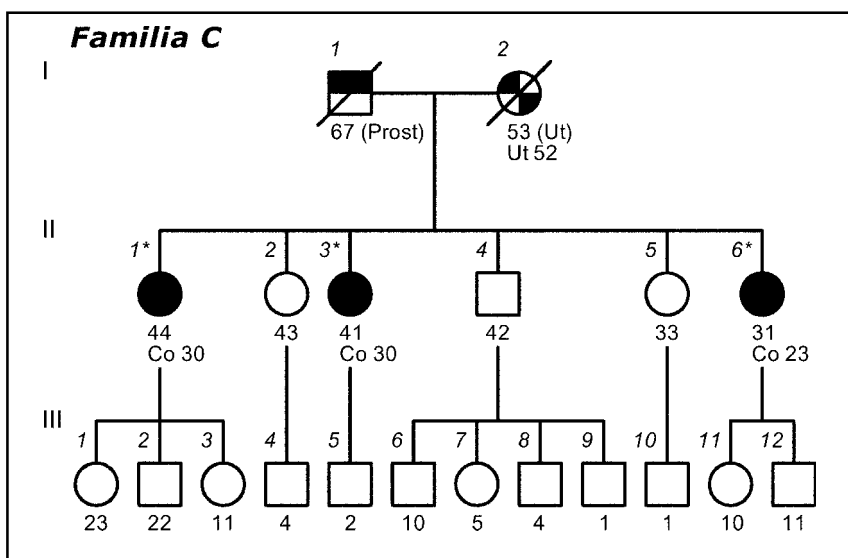 Familia C
I
1 2
67 (Prost) 53 (Ut)
Ut 52
II
1* 2 3* 4 5 6*
44 43 41 42 33 31
Co 30 Co 30 Co 23
III
1 2 3 4 5 6 7 8 9 10 11 12
23 22 11 4 2 10 5 4 1 1 10 11